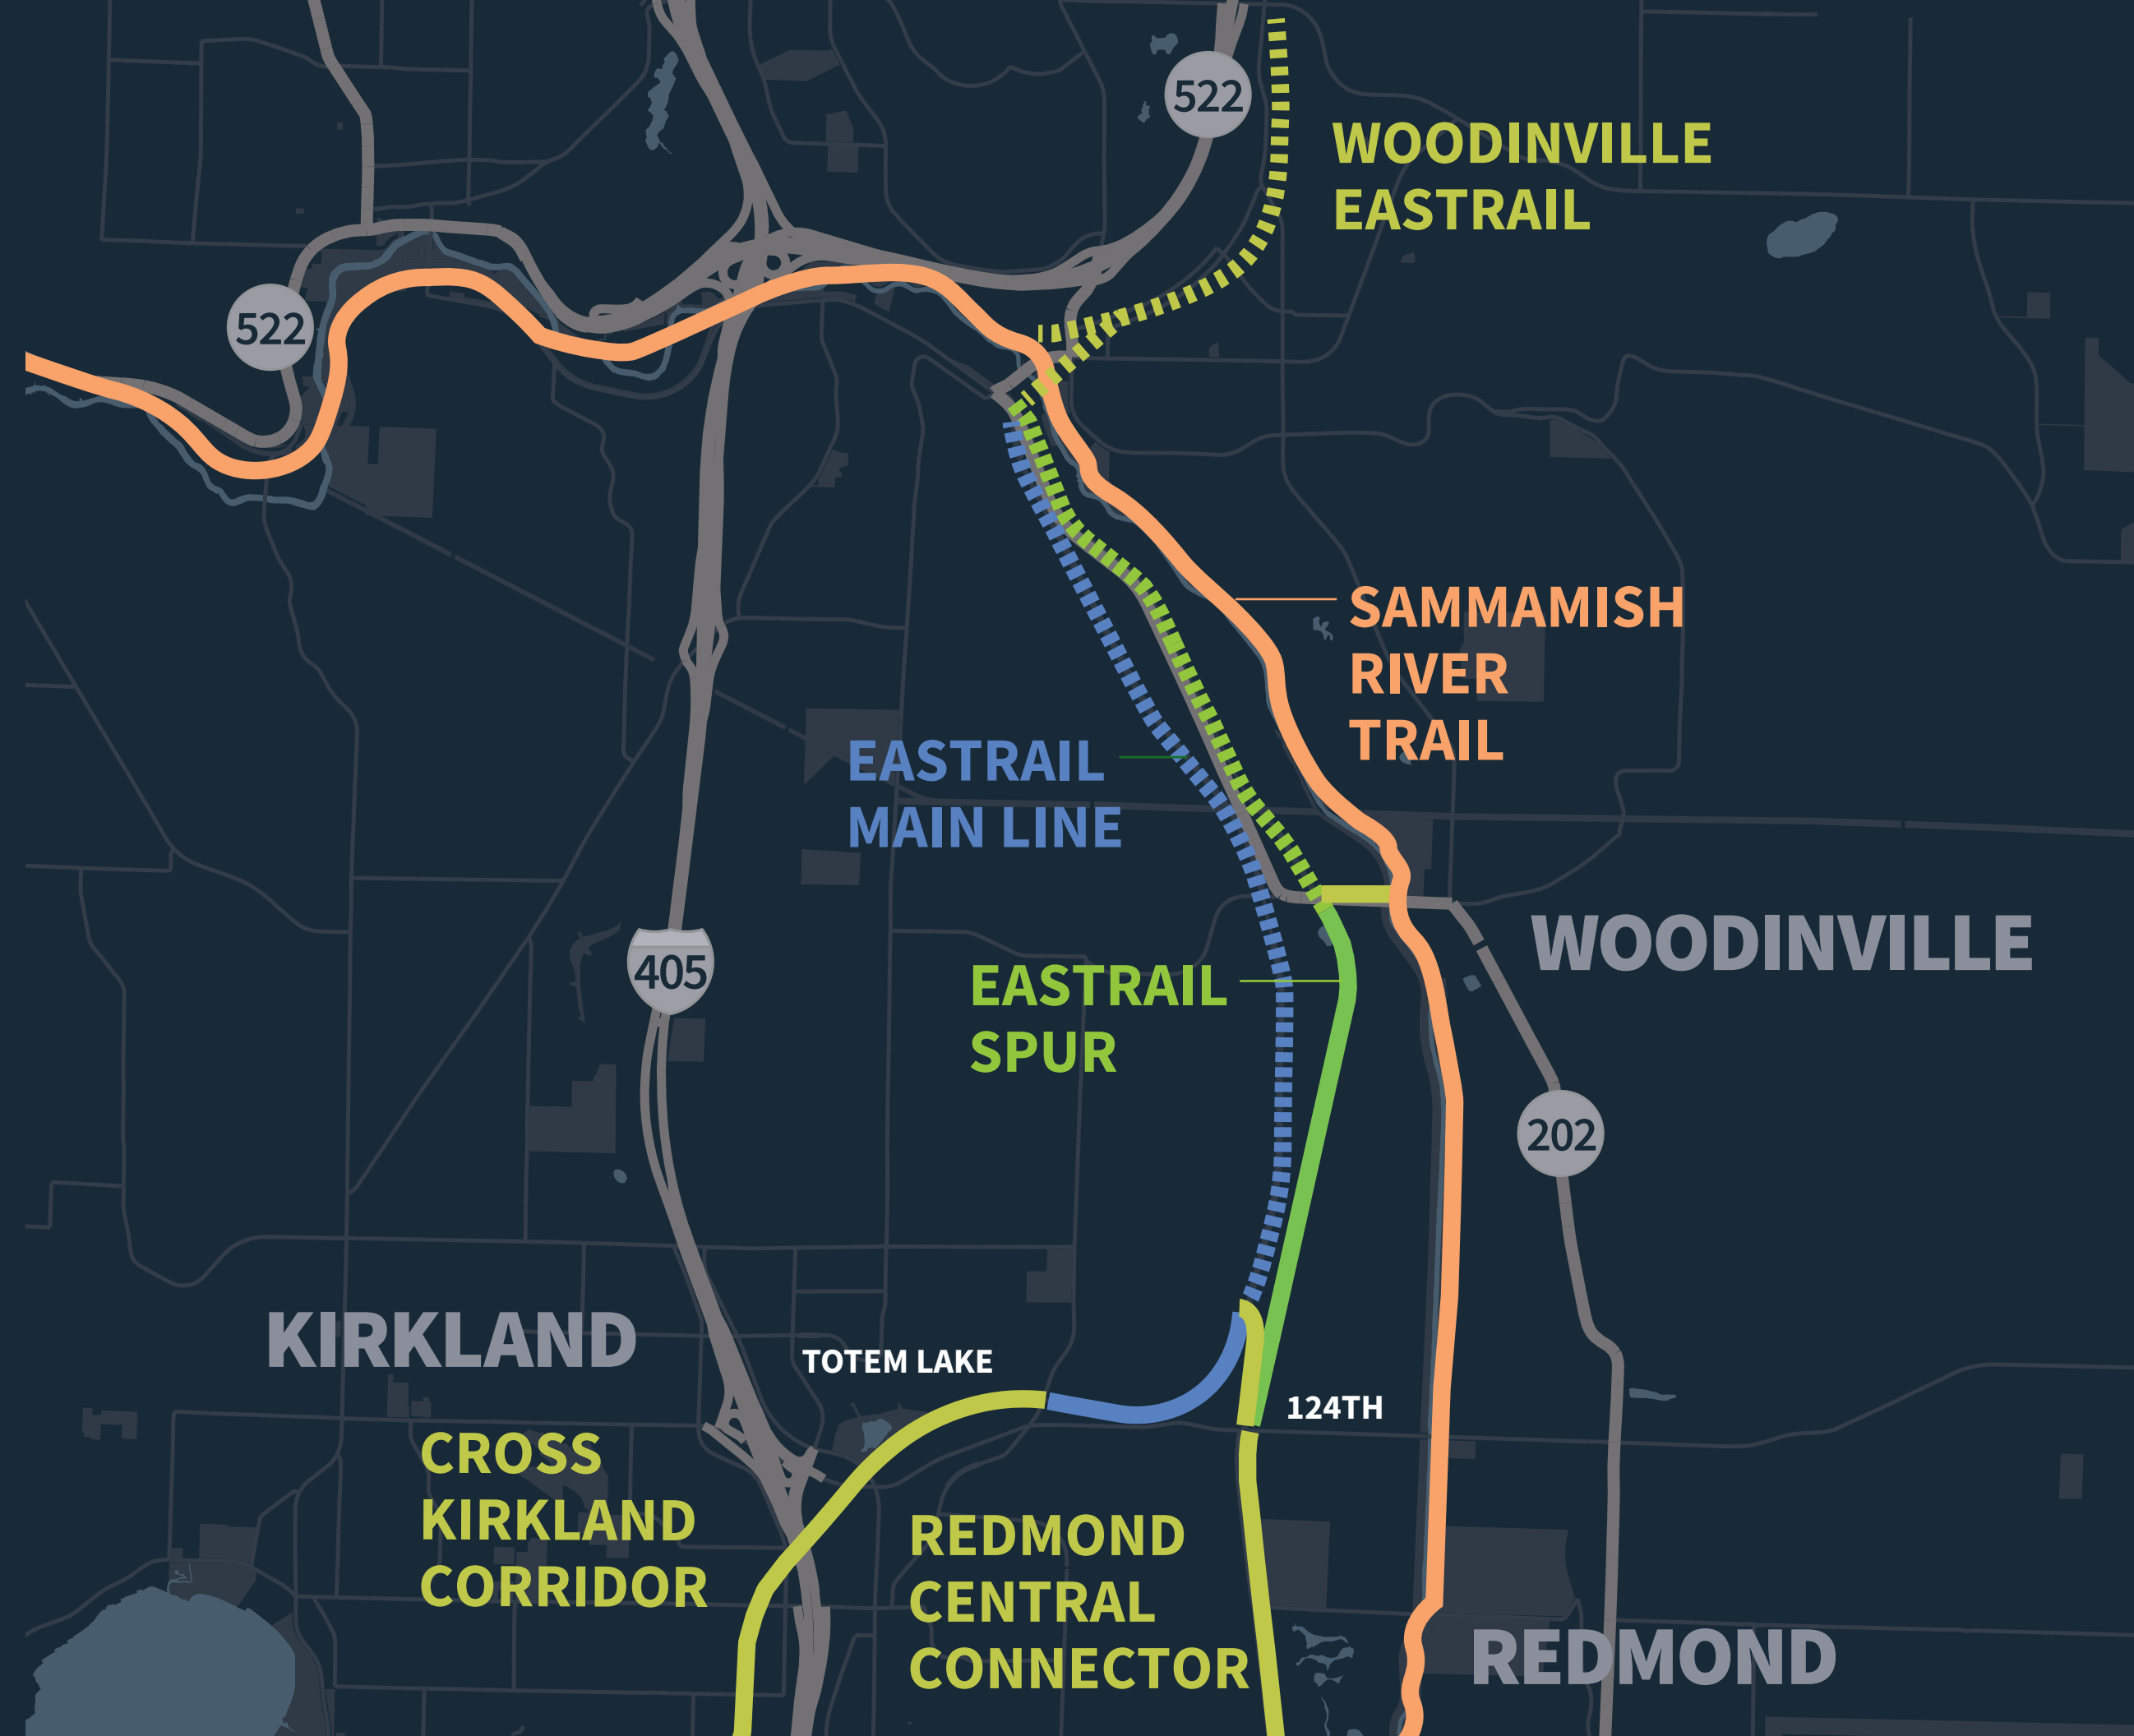 522
WOODINVILLE
EASTRAIL
522
SAMMAMISH
RIVER
TRAIL
EASTRAIL
MAIN LINE
WOODINVILLE
405
EASTRAIL
SPUR
202
KIRKLAND
TOTEM LAKE
124TH
CROSS
KIRKLAND
CORRIDOR
REDMOND
CENTRAL
CONNECTOR
REDMOND